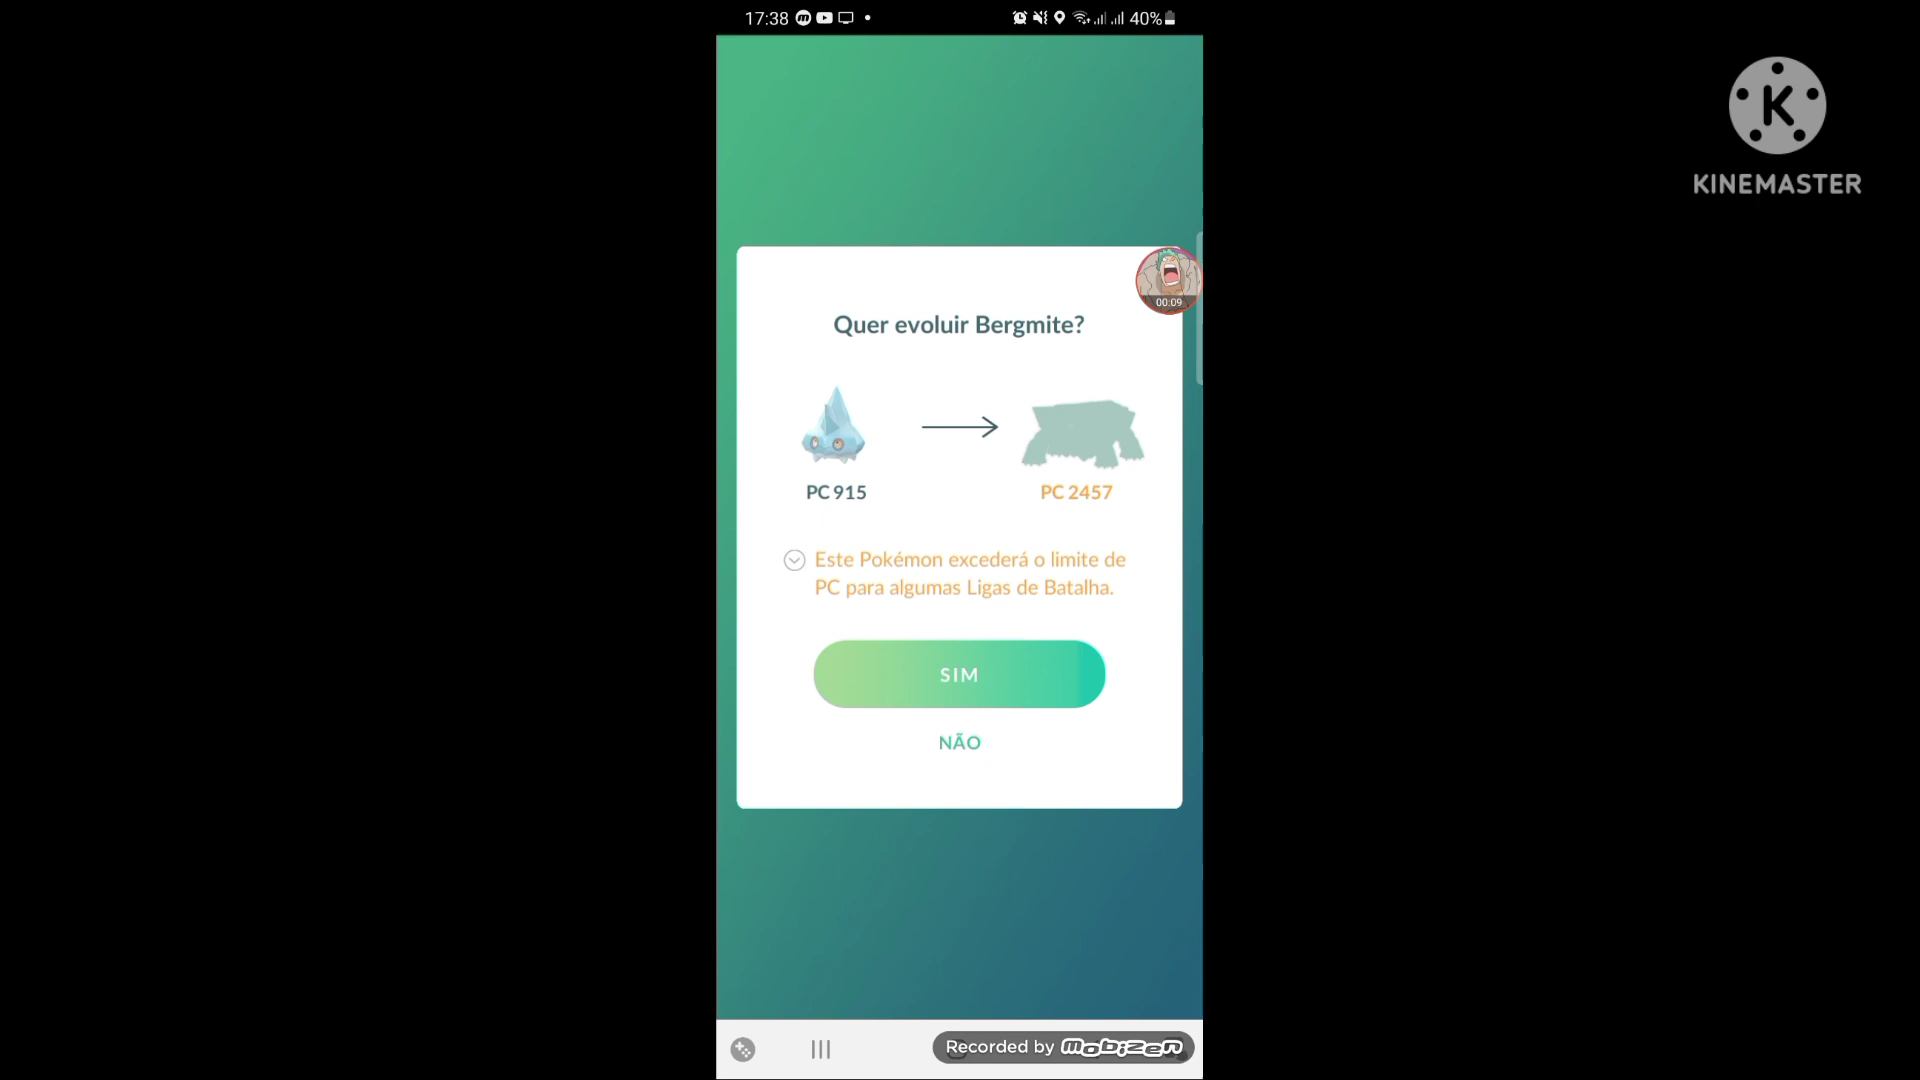 17:38
40%
K
KINEMASTER
00:09
Quer evoluir Bergmite?
PC 915
PC 2457
Este Pokémon excederá o limite de
PC para algumas Ligas de Batalha.
SIM
NÃO
Recorded by mobizen